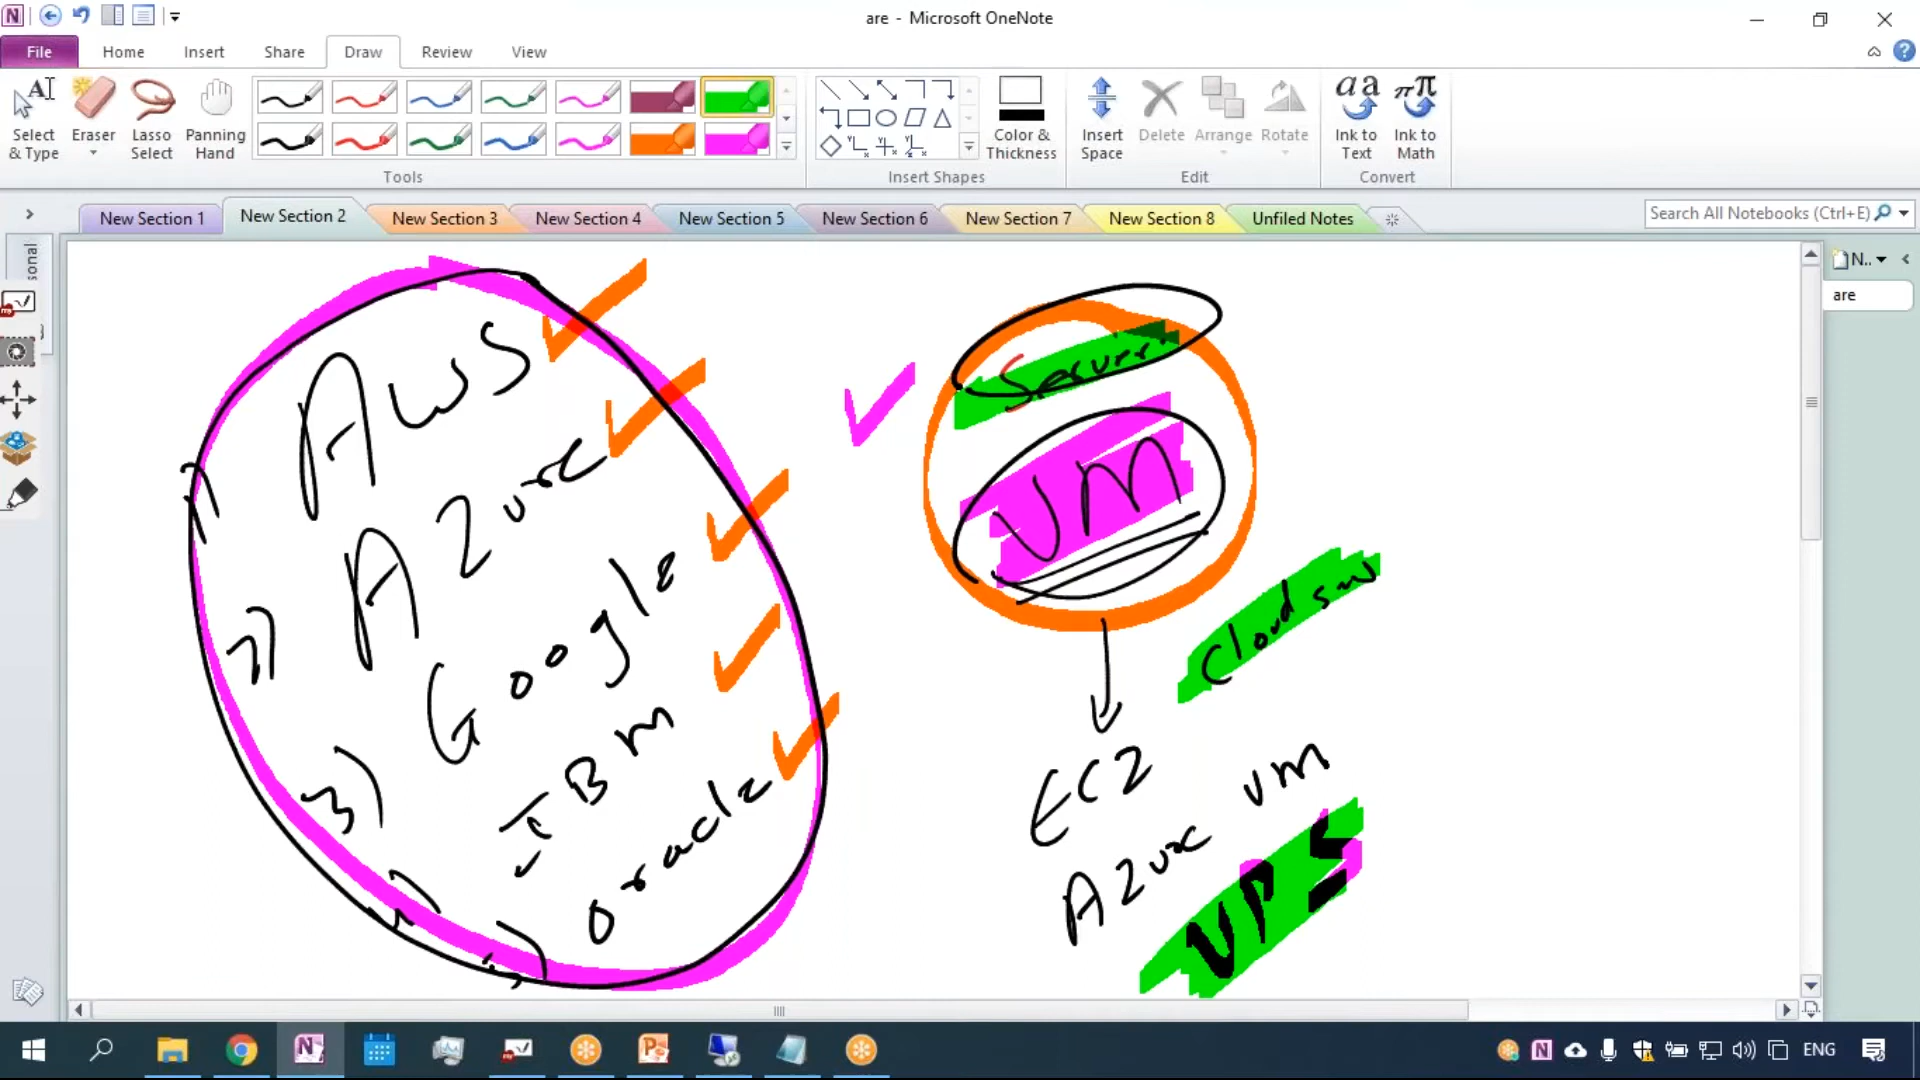 are - Microsoft OneNote
File
Home
Insert
Share
Draw
Review
View
Select & Type
Eraser
Lasso Select
Panning Hand
Color & Thickness
Insert Space
Delete
Arrange
Rotate
Ink to Text
Ink to Math
Tools
Insert Shapes
Edit
Convert
New Section 1
New Section 2
New Section 3
New Section 4
New Section 5
New Section 6
New Section 7
New Section 8
Unfiled Notes
Search All Notebooks (Ctrl+E)
sonal
N..
are
1) AWS
2) Azure
3) Google
4) IBM
5) Oracle
VM
EC2
Azure VM
VPS
ENG